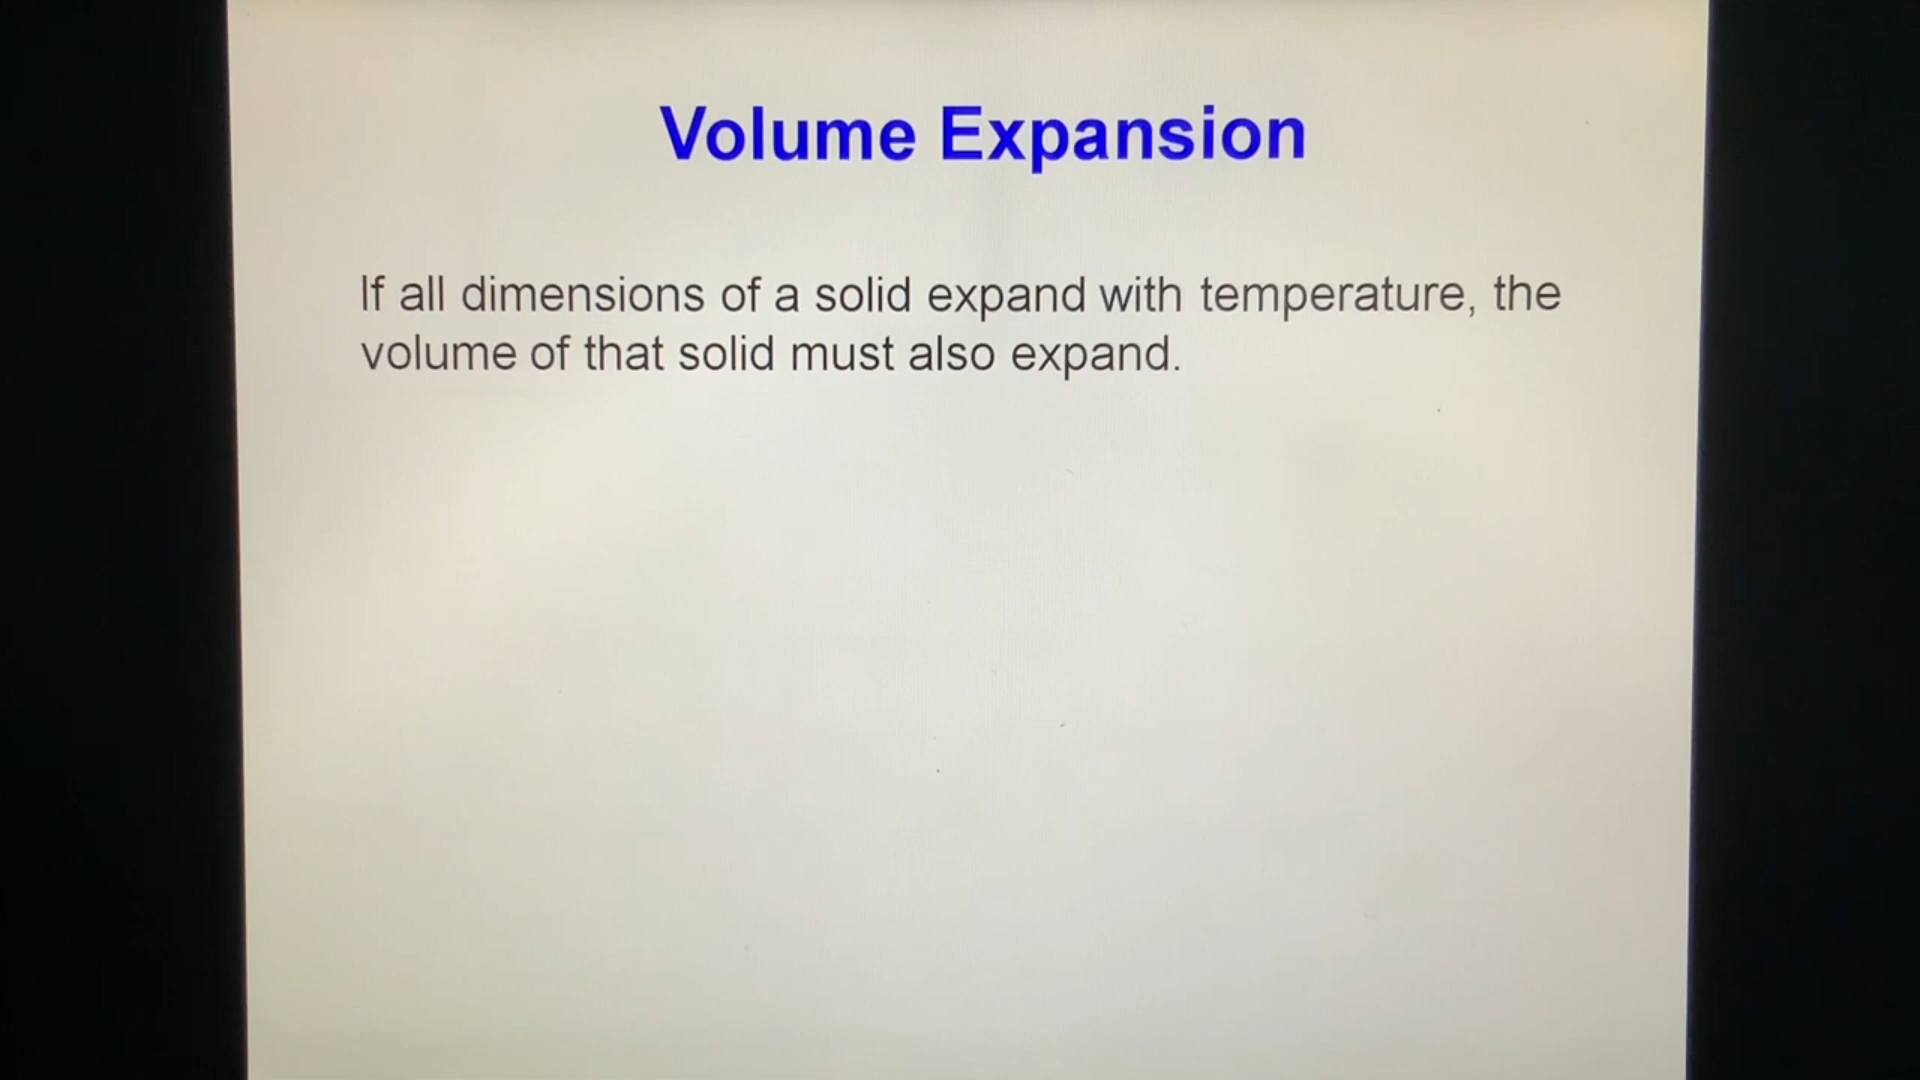 Volume Expansion
If all dimensions of a solid expand with temperature, the
volume of that solid must also expand.